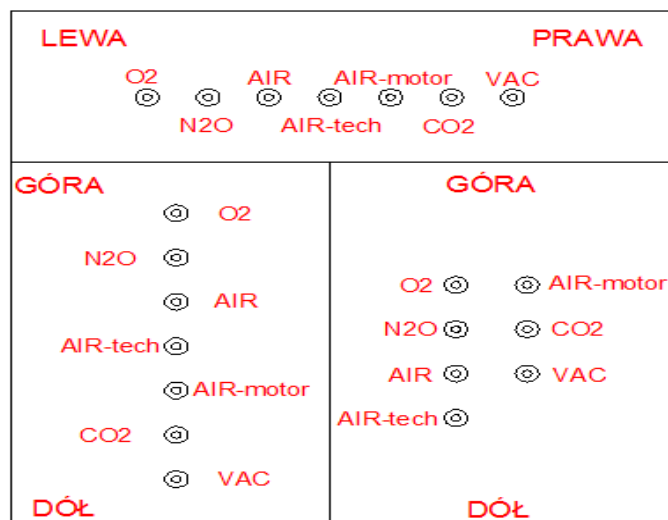 LEWA PRAWA
O2 AIR AIR-motor VAC
N2O AIR-tech CO2
GÓRA
O2
N2O
AIR
AIR-tech
AIR-motor
CO2
VAC
DÓŁ
GÓRA
O2 AIR-motor
N2O CO2
AIR VAC
AIR-tech
DÓŁ